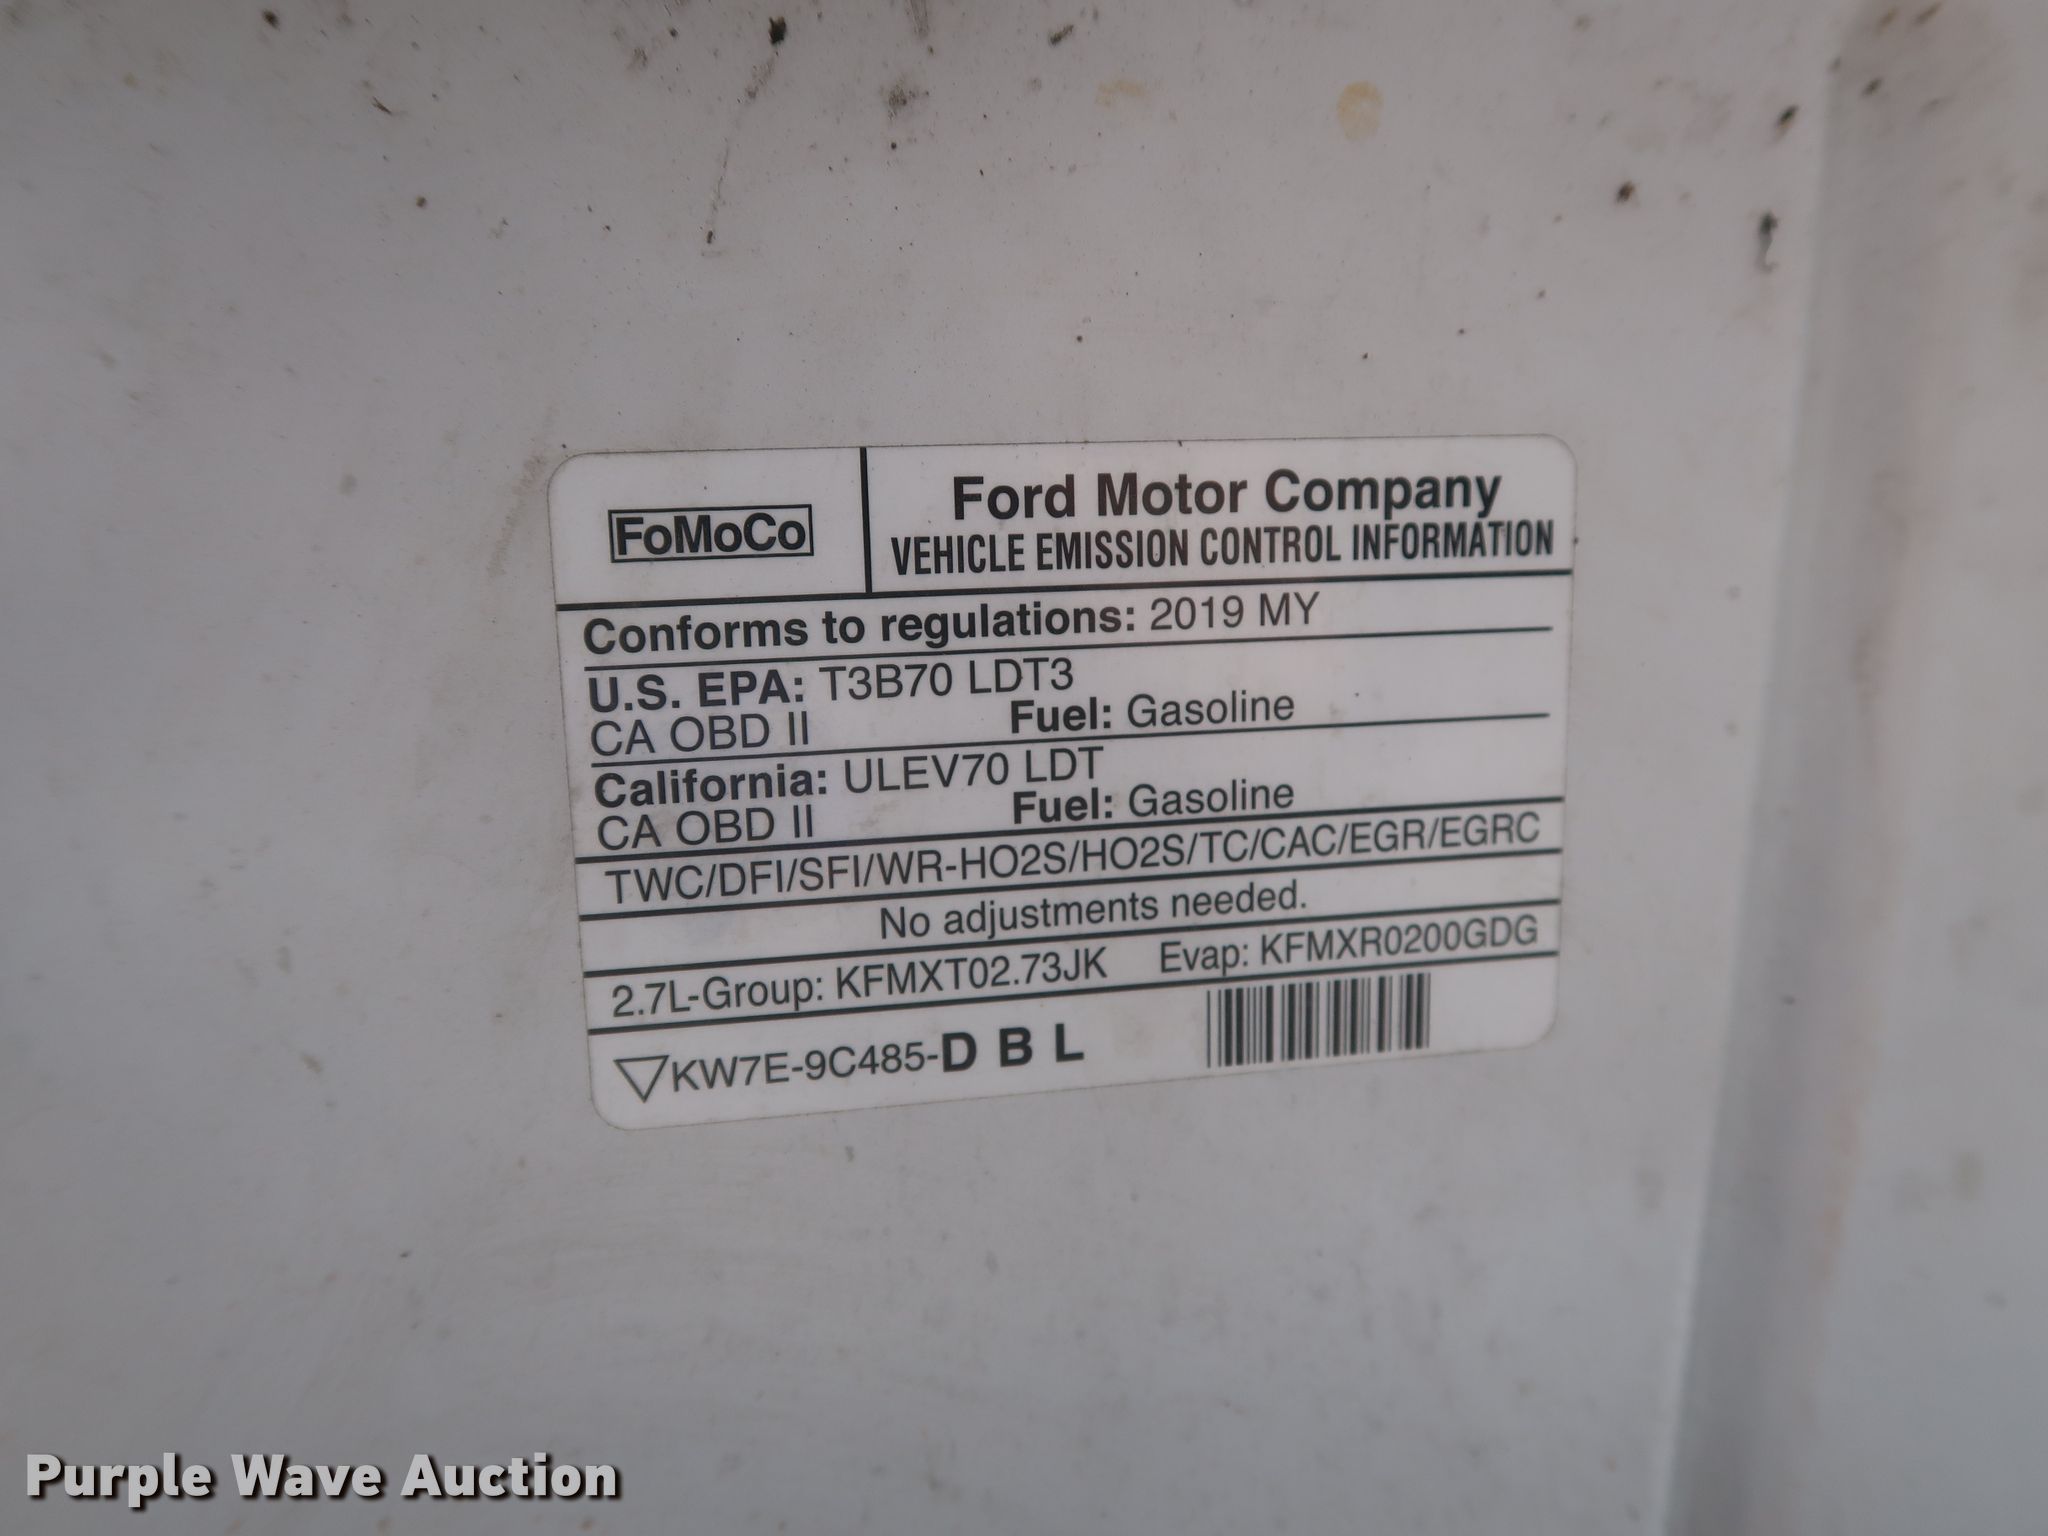 FoMoCo
Ford Motor Company
VEHICLE EMISSION CONTROL INFORMATION
Conforms to regulations: 2019 MY
U.S. EPA: T3B70 LDT3
CA OBD II Fuel: Gasoline
California: ULEV70 LDT
CA OBD II Fuel: Gasoline
TWC/DFI/SFI/WR-HO2S/HO2S/TC/CAC/EGR/EGRC
No adjustments needed.
2.7L-Group: KFMXT02.73JK Evap: KFMXR0200GDG
KW7E-9C485-D B L
Purple Wave Auction